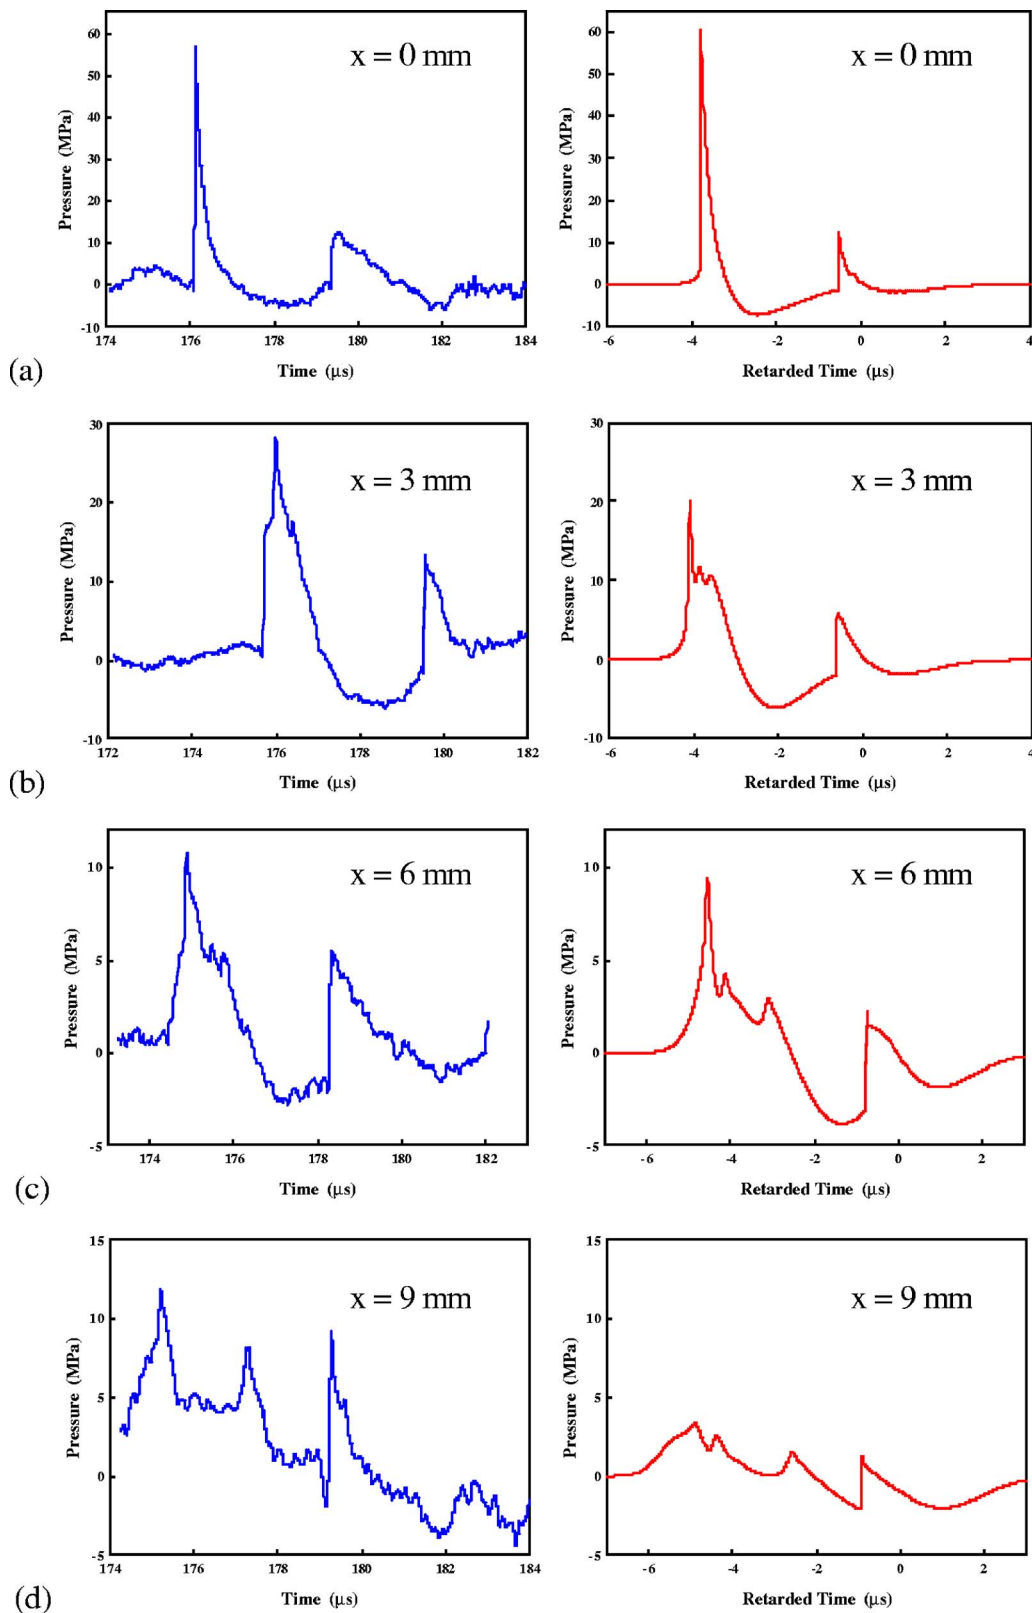 60
50
40
30
20
10
0
-10
174 176 178 180 182 184
Pressure (MPa)
Time (μs)
x = 0 mm
60
50
40
30
20
10
0
-10
-6 -4 -2 0 2 4
Pressure (MPa)
Retarded Time (μs)
x = 0 mm
(a)
30
20
10
0
-10
172 174 176 178 180 182
Pressure (MPa)
Time (μs)
x = 3 mm
30
20
10
0
-10
-6 -4 -2 0 2 4
Pressure (MPa)
Retarded Time (μs)
x = 3 mm
(b)
10
5
0
-5
174 176 178 180 182
Pressure (MPa)
Time (μs)
x = 6 mm
10
5
0
-5
-6 -4 -2 0 2
Pressure (MPa)
Retarded Time (μs)
x = 6 mm
(c)
15
10
5
0
-5
174 176 178 180 182 184
Pressure (MPa)
Time (μs)
x = 9 mm
15
10
5
0
-5
-6 -4 -2 0 2
Pressure (MPa)
Retarded Time (μs)
x = 9 mm
(d)